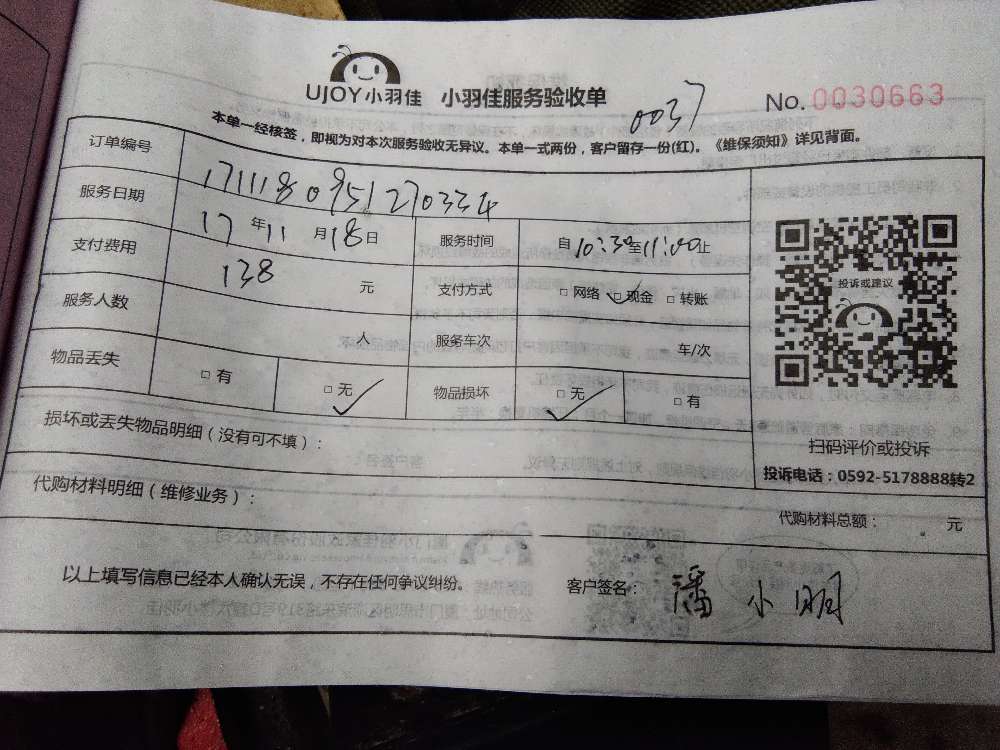 UJOY小羽佳 小羽佳服务验收单 No.0030663
0037
本单一经核签，即视为对本次服务验收无异议。本单一式两份，客户留存一份(红)。《维保须知》详见背面。
订单编号 1711180951270334
服务日期 17年11月18日 服务时间 自10:30至11:00止
支付费用 138元 支付方式 □网络 ☑现金 □转账
服务人数 人 服务车次 车/次
物品丢失 □有 □无✓ 物品损坏 □无✓ □有
投诉或建议
扫码评价或投诉
投诉电话：0592-5178888转2
损坏或丢失物品明细（没有可不填）：
代购材料明细（维修业务）： 代购材料总额： 元
以上填写信息已经本人确认无误，不存在任何争议纠纷。 客户签名： 潘小明